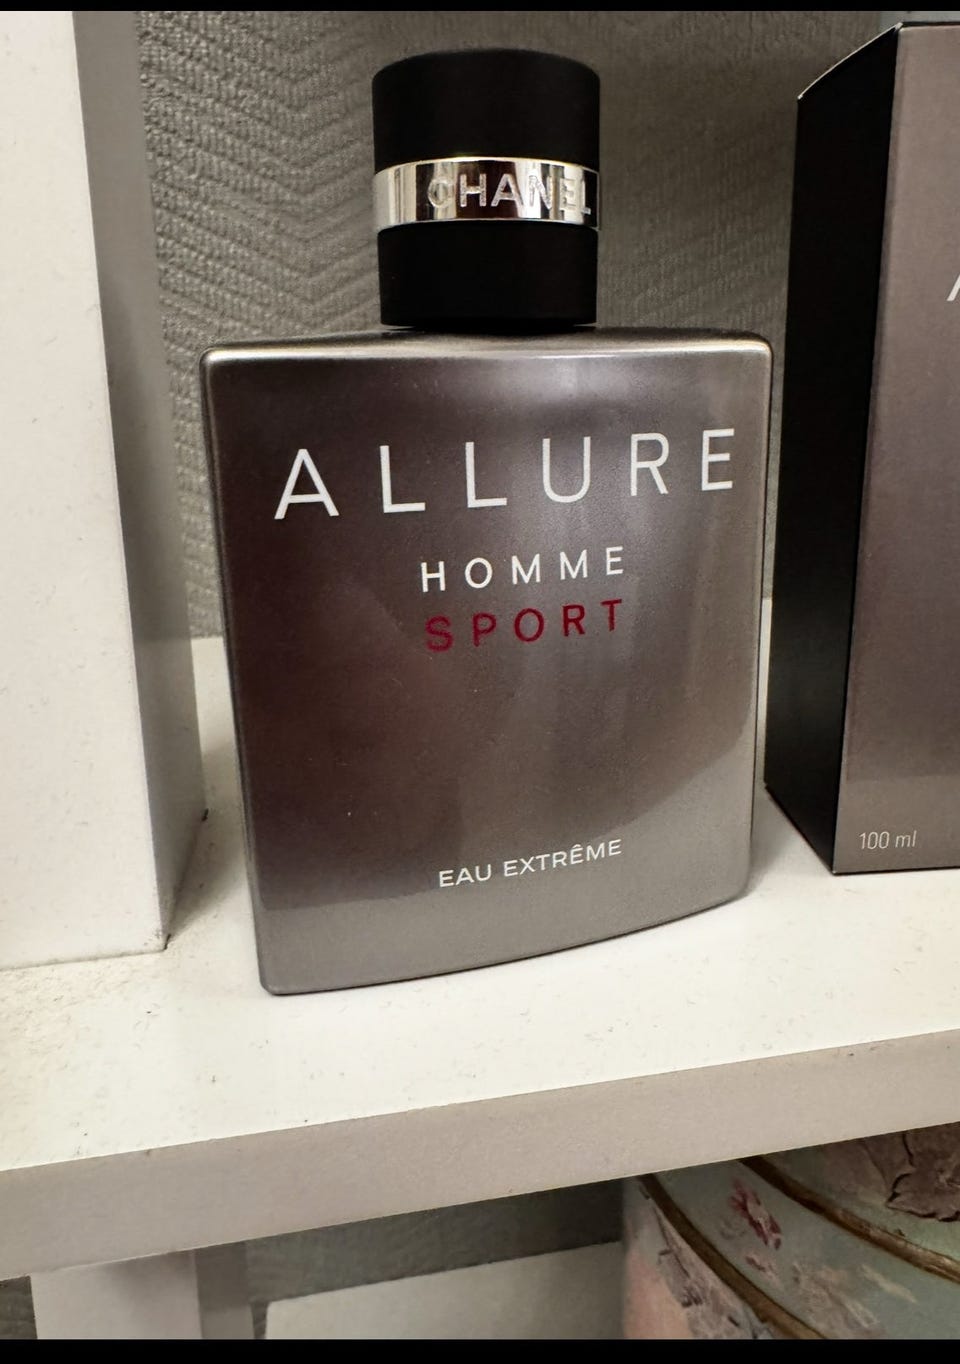 CHANEL
ALLURE
HOMME
SPORT
EAU EXTRÊME
100 ml